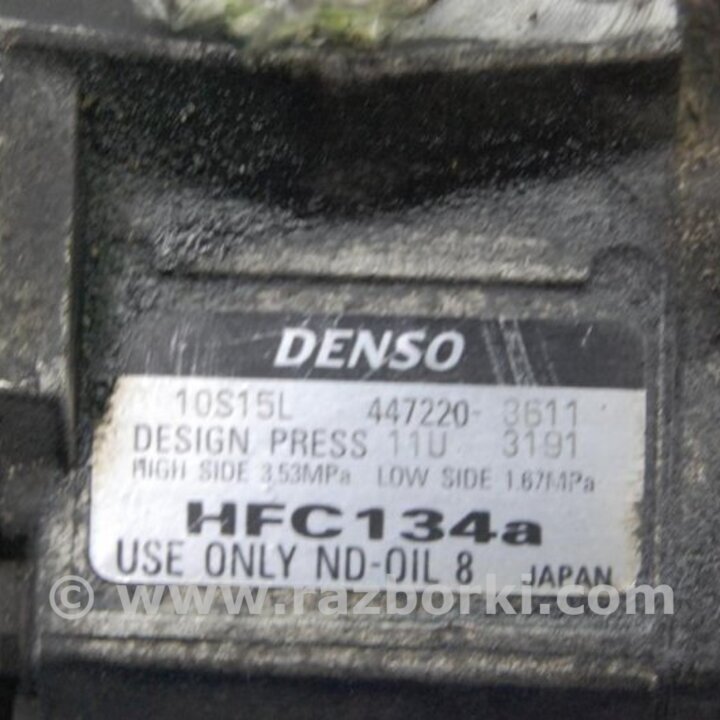 DENSO
10S15L 447220-3611
DESIGN PRESS 11U 3191
HIGH SIDE 3.53MPa LOW SIDE 1.67MPa
HFC134a
USE ONLY ND-OIL 8 JAPAN
© www.razborki.com